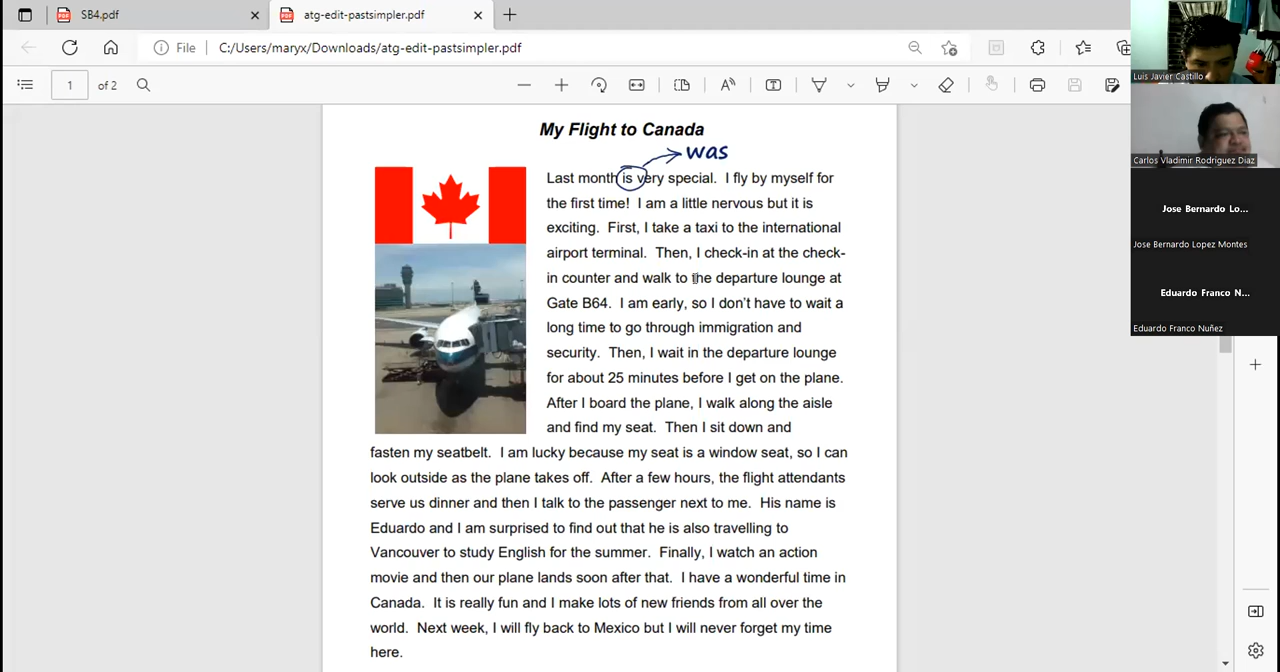 SB4.pdf
atg-edit-pastsimpler.pdf
File
C:/Users/maryx/Downloads/atg-edit-pastsimpler.pdf
1
of 2
My Flight to Canada
was
Last month is very special. I fly by myself for
the first time! I am a little nervous but it is
exciting. First, I take a taxi to the international
airport terminal. Then, I check-in at the check-
in counter and walk to the departure lounge at
Gate B64. I am early, so I don't have to wait a
long time to go through immigration and
security. Then, I wait in the departure lounge
for about 25 minutes before I get on the plane.
After I board the plane, I walk along the aisle
and find my seat. Then I sit down and
fasten my seatbelt. I am lucky because my seat is a window seat, so I can
look outside as the plane takes off. After a few hours, the flight attendants
serve us dinner and then I talk to the passenger next to me. His name is
Eduardo and I am surprised to find out that he is also travelling to
Vancouver to study English for the summer. Finally, I watch an action
movie and then our plane lands soon after that. I have a wonderful time in
Canada. It is really fun and I make lots of new friends from all over the
world. Next week, I will fly back to Mexico but I will never forget my time
here.
Luis Javier Castillo
Carlos Vladimir Rodriguez Diaz
Jose Bernardo Lo...
Jose Bernardo Lopez Montes
Eduardo Franco N...
Eduardo Franco Nuñez